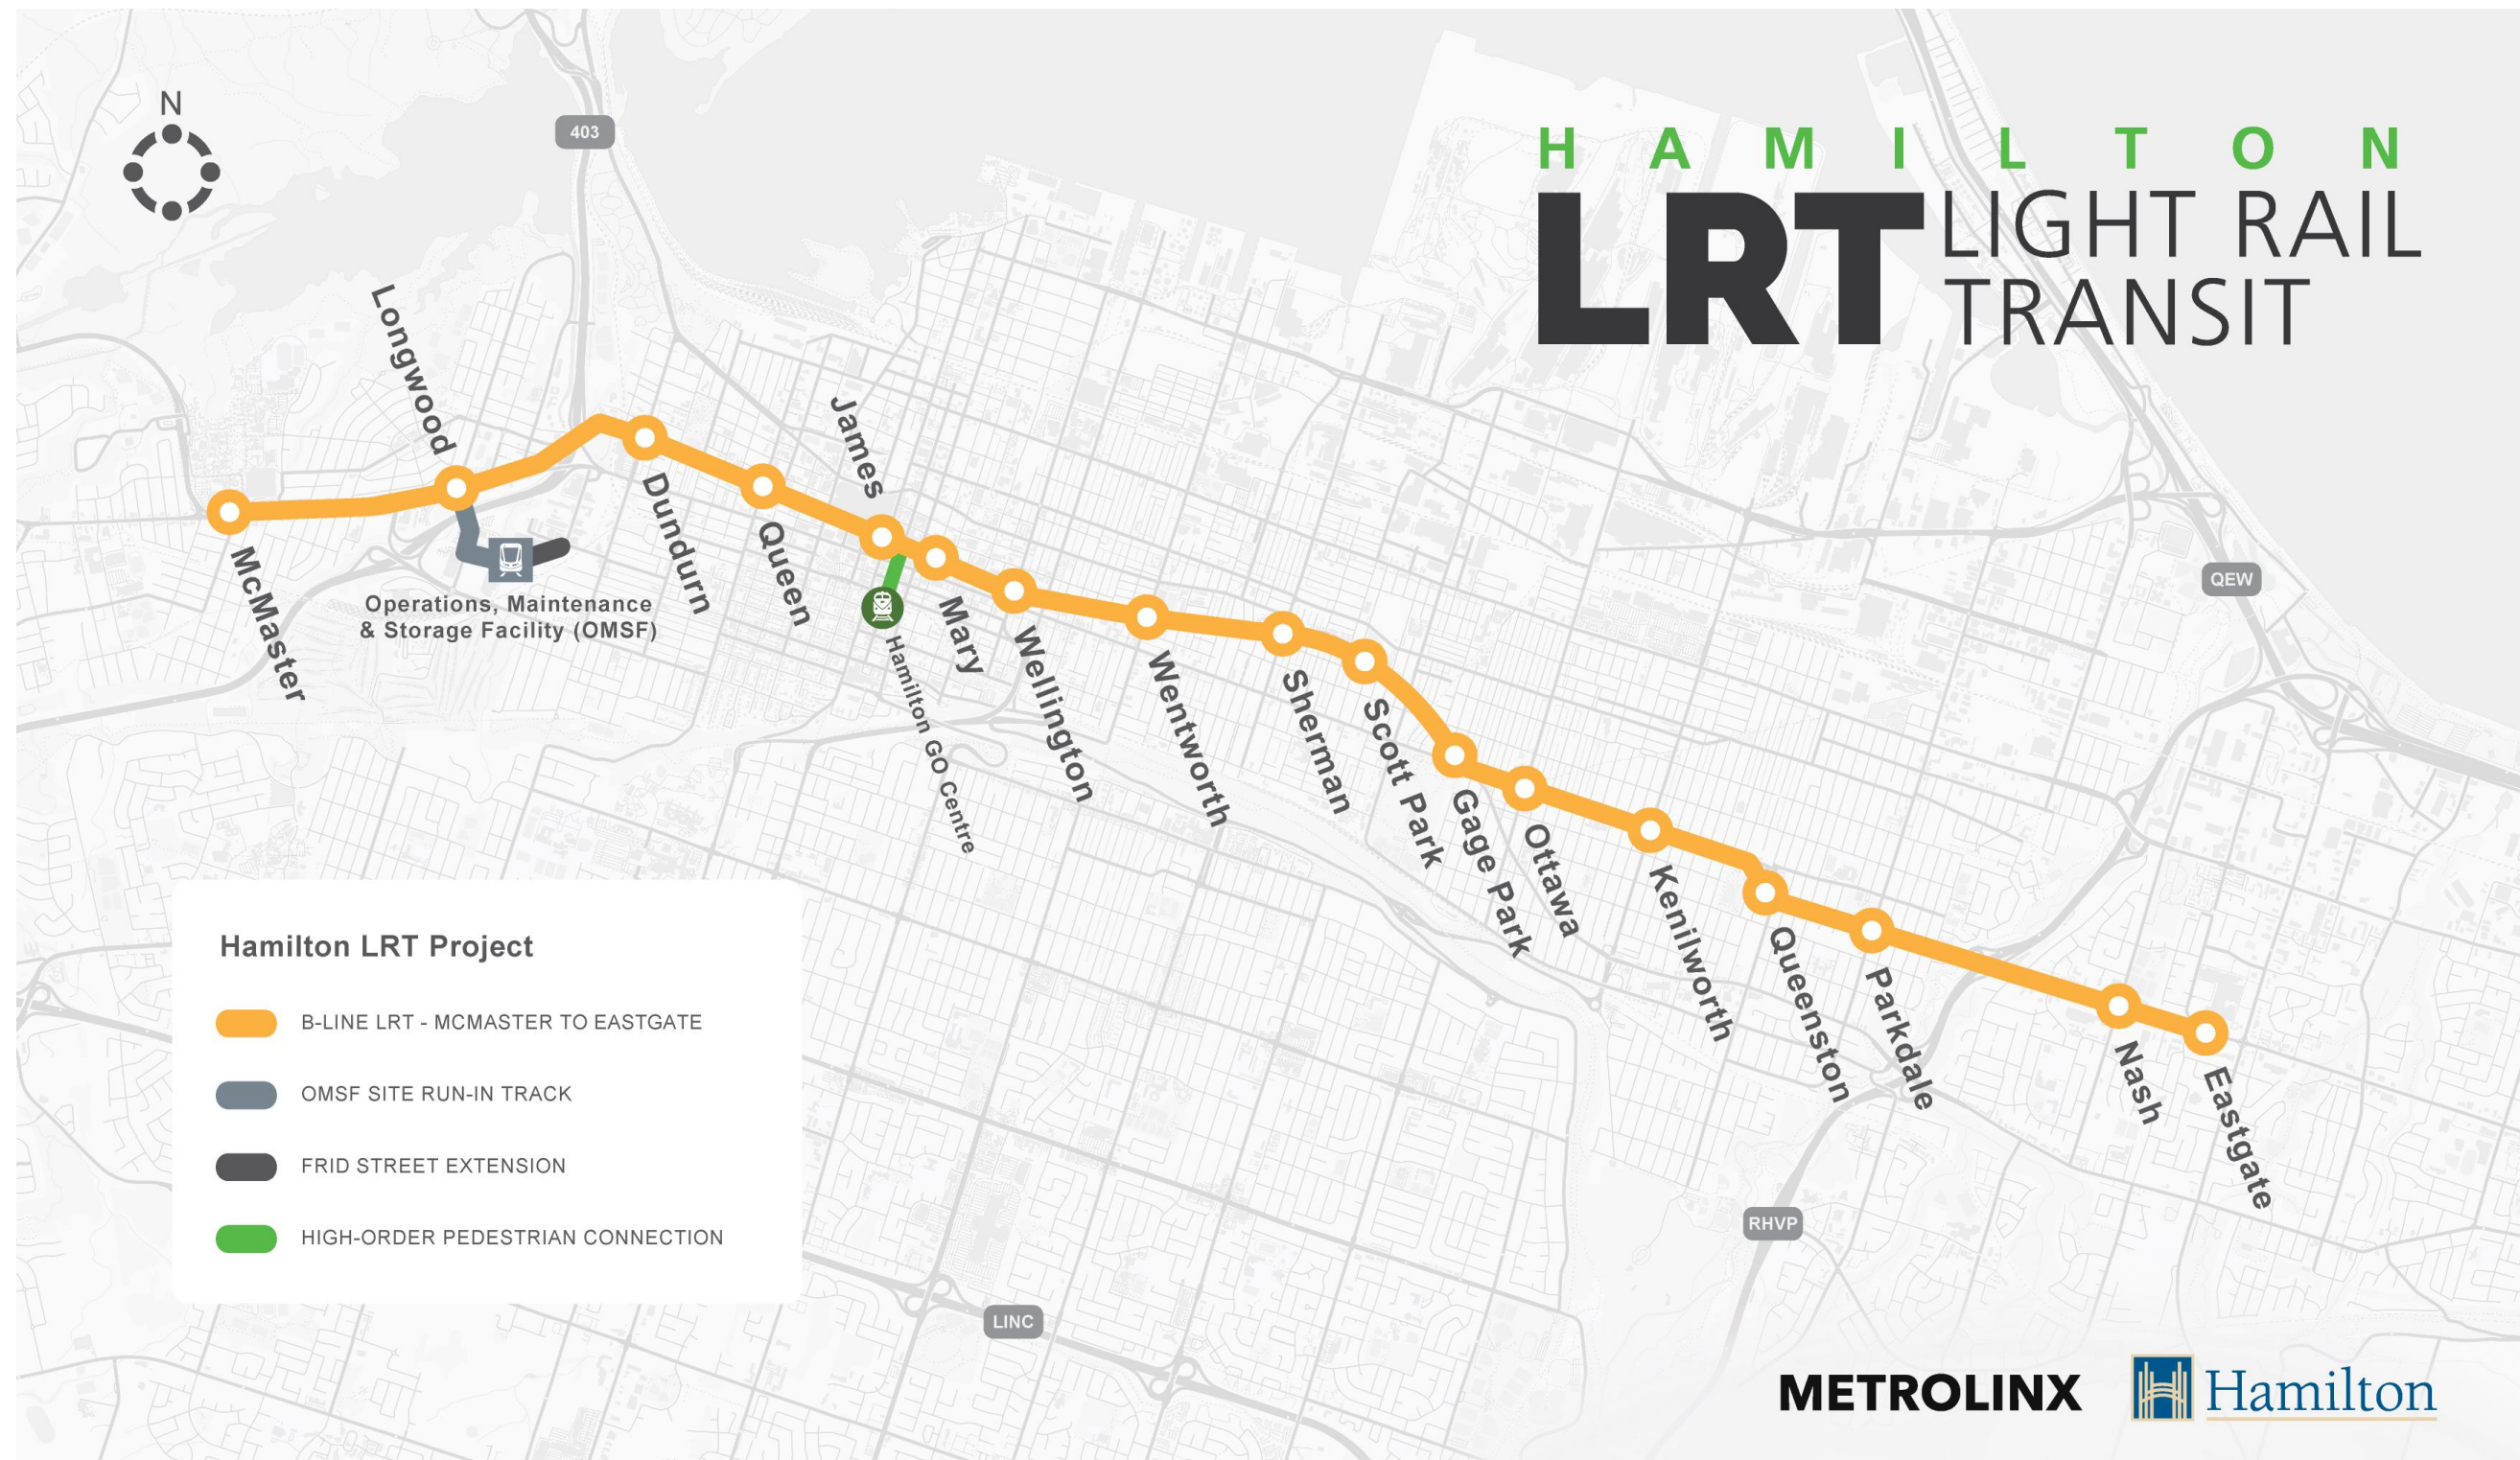 N
403
HAMILTON
LRT
LIGHT RAIL
TRANSIT
Longwood
James
McMaster
Operations, Maintenance
& Storage Facility (OMSF)
Dundurn
Queen
Hamilton GO Centre
Mary
Wellington
Wentworth
Sherman
Scott Park
Gage Park
Ottawa
Kenilworth
Queenston
Parkdale
Nash
Eastgate
QEW
RHVP
LINC
Hamilton LRT Project
B-LINE LRT - MCMASTER TO EASTGATE
OMSF SITE RUN-IN TRACK
FRID STREET EXTENSION
HIGH-ORDER PEDESTRIAN CONNECTION
METROLINX
Hamilton